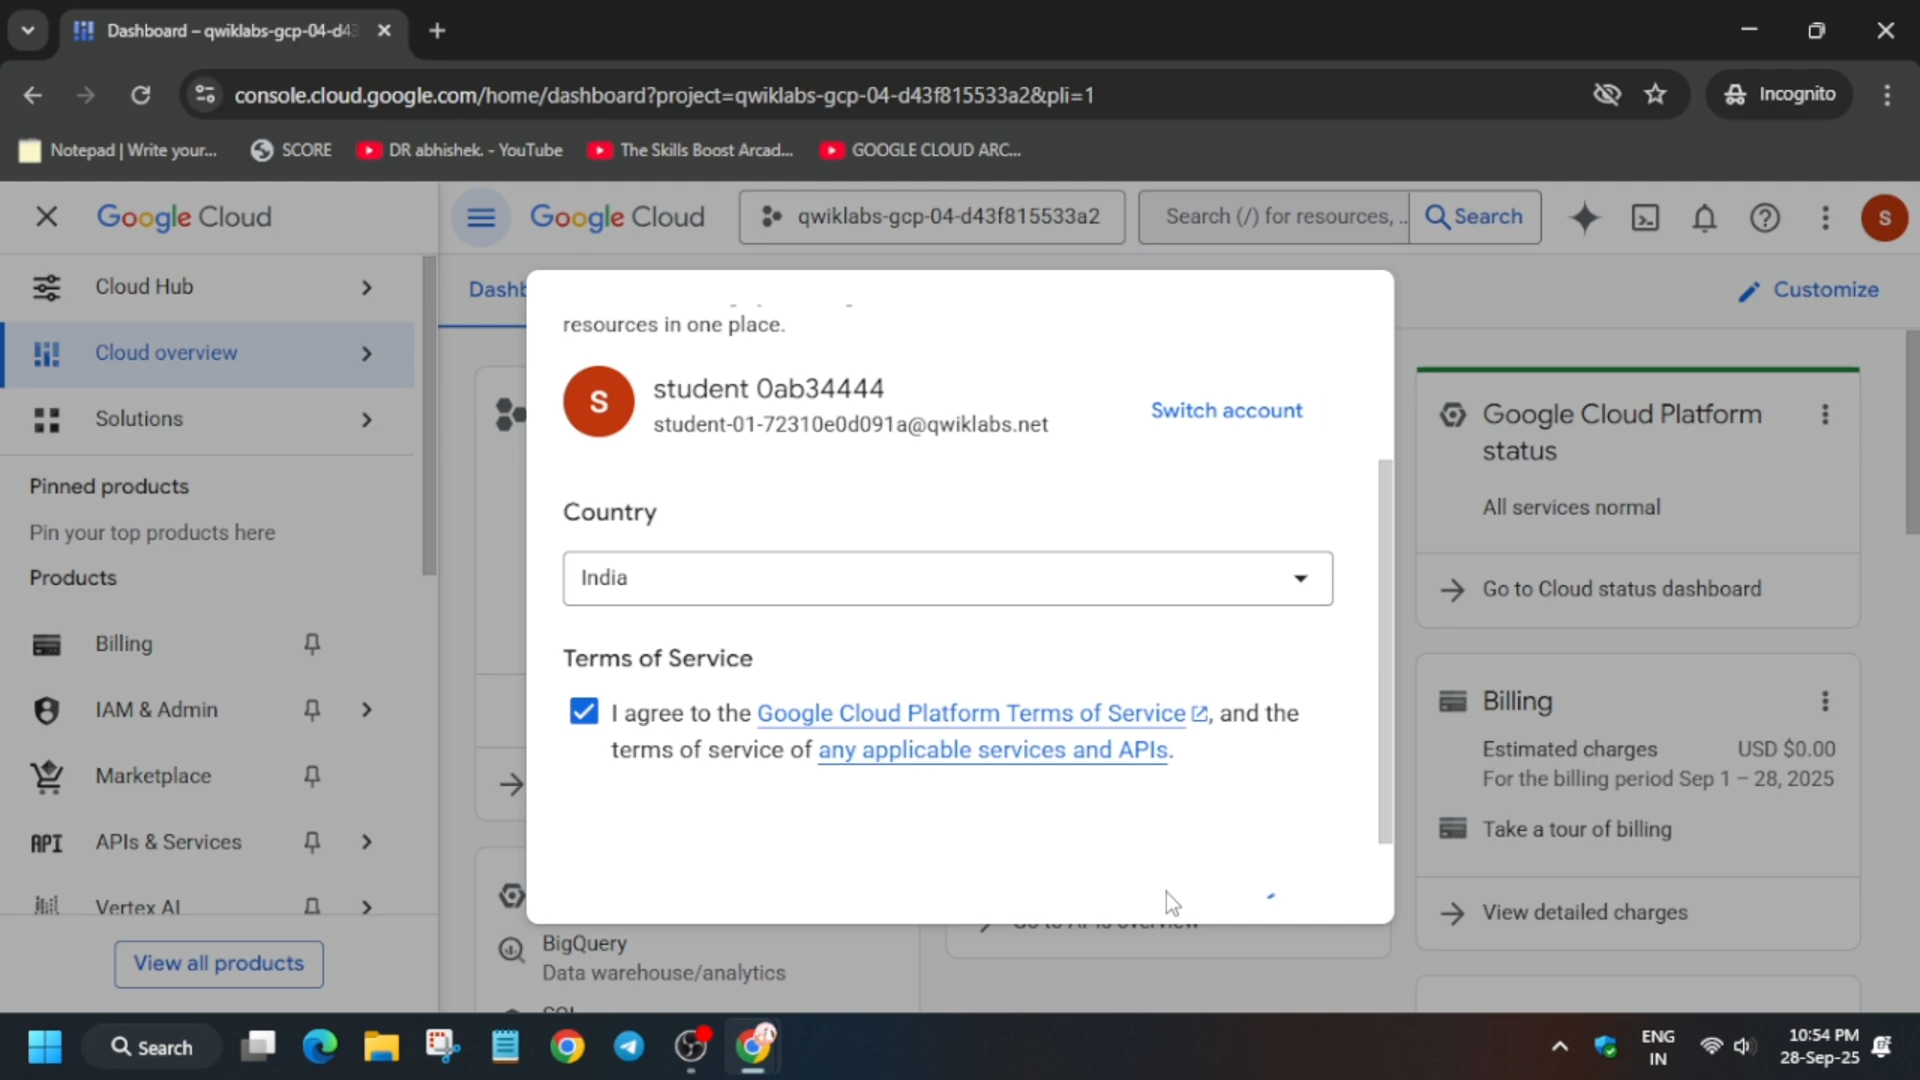 Dashboard – qwiklabs-gcp-04-d43
console.cloud.google.com/home/dashboard?project=qwiklabs-gcp-04-d43f815533a2&pli=1
Incognito
Notepad | Write your...
SCORE
DR abhishek. - YouTube
The Skills Boost Arcad...
GOOGLE CLOUD ARC...
Google Cloud
Google Cloud
qwiklabs-gcp-04-d43f815533a2
Search (/) for resources, ..
Search
S
Cloud Hub
Cloud overview
Solutions
Pinned products
Pin your top products here
Products
Billing
IAM & Admin
Marketplace
API
APIs & Services
Vertex AI
View all products
Dashb
Customize
resources in one place.
S
student 0ab34444
student-01-72310e0d091a@qwiklabs.net
Switch account
Country
India
Terms of Service
I agree to the Google Cloud Platform Terms of Service, and the
terms of service of any applicable services and APIs.
BigQuery
Data warehouse/analytics
Google Cloud Platform
status
All services normal
Go to Cloud status dashboard
Billing
Estimated charges USD $0.00
For the billing period Sep 1 – 28, 2025
Take a tour of billing
View detailed charges
Search
ENG
IN
10:54 PM
28-Sep-25